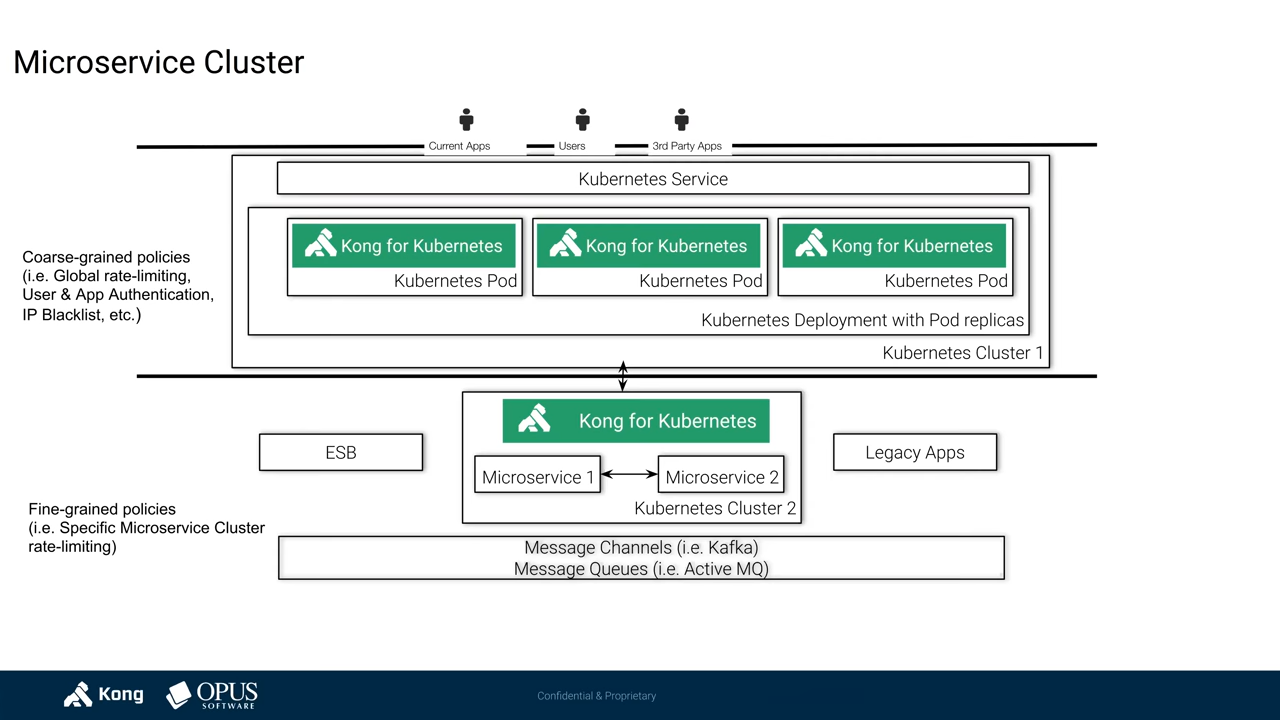 Microservice Cluster
Current Apps
Users
3rd Party Apps
Kubernetes Service
Kong for Kubernetes
Kubernetes Pod
Kong for Kubernetes
Kubernetes Pod
Kong for Kubernetes
Kubernetes Pod
Kubernetes Deployment with Pod replicas
Kubernetes Cluster 1
Coarse-grained policies
(i.e. Global rate-limiting,
User & App Authentication,
IP Blacklist, etc.)
Kong for Kubernetes
ESB
Microservice 1
Microservice 2
Kubernetes Cluster 2
Legacy Apps
Fine-grained policies
(i.e. Specific Microservice Cluster
rate-limiting)
Message Channels (i.e. Kafka)
Message Queues (i.e. Active MQ)
Kong
OPUS
SOFTWARE
Confidential & Proprietary